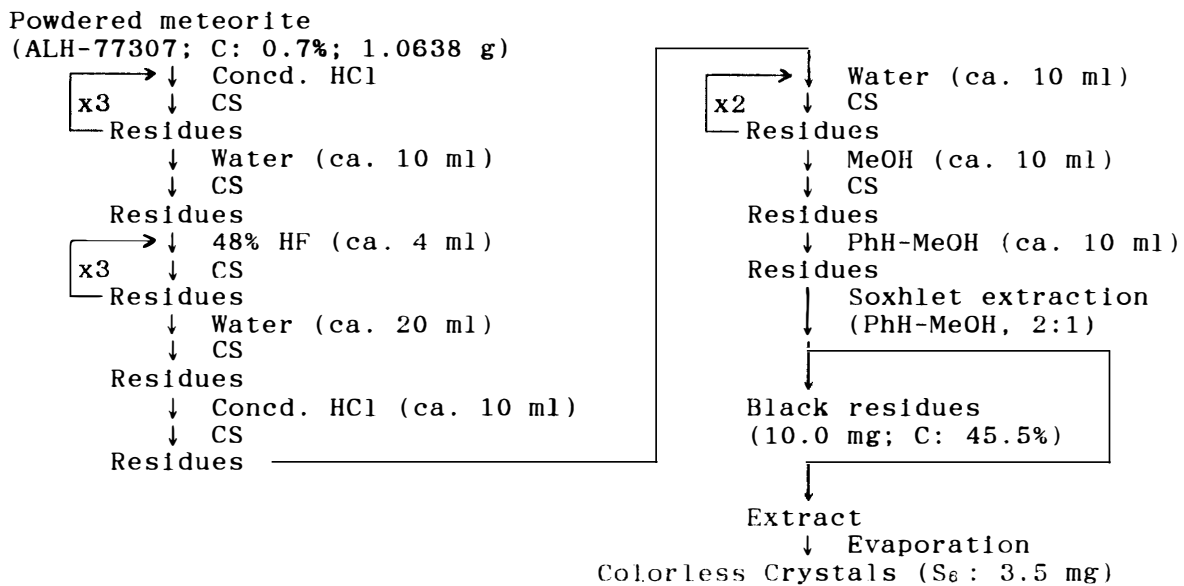 Powdered meteorite
(ALH-77307; C: 0.7%; 1.0638 g)
Concd. HCl
x3
CS
Residues
Water (ca. 10 ml)
CS
Residues
48% HF (ca. 4 ml)
x3
CS
Residues
Water (ca. 20 ml)
CS
Residues
Concd. HCl (ca. 10 ml)
CS
Residues
Water (ca. 10 ml)
x2
CS
Residues
MeOH (ca. 10 ml)
CS
Residues
PhH-MeOH (ca. 10 ml)
Residues
Soxhlet extraction
(PhH-MeOH, 2:1)
Black residues
(10.0 mg; C: 45.5%)
Extract
Evaporation
Colorless Crystals (S₆: 3.5 mg)